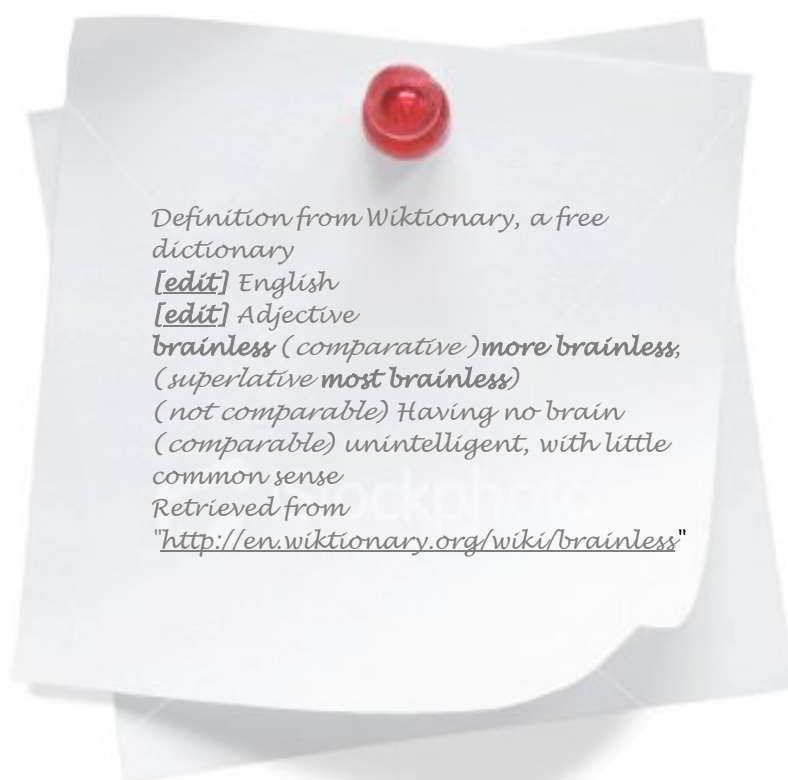 Definition from Wiktionary, a free
dictionary
[edit] English
[edit] Adjective
brainless (comparative )more brainless,
(superlative most brainless)
(not comparable) Having no brain
(comparable) unintelligent, with little
common sense
Retrieved from
"http://en.wiktionary.org/wiki/brainless"